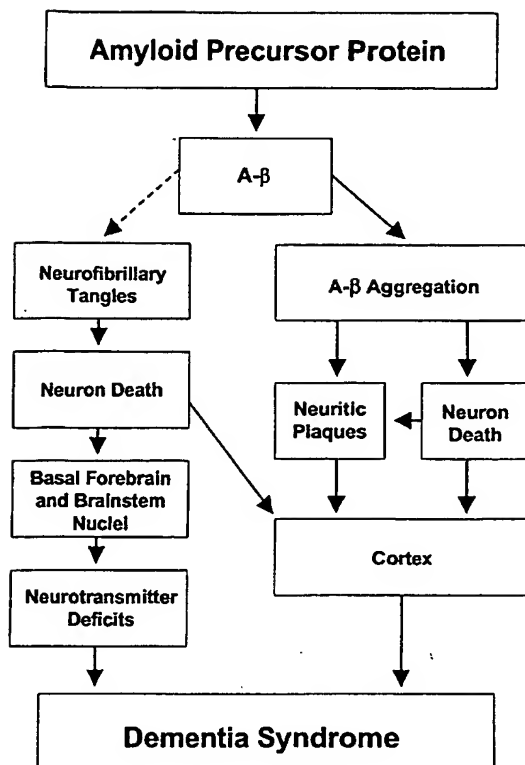 Amyloid Precursor Protein
A-β
Neurofibrillary
Tangles
A-β Aggregation
Neuron Death
Neuritic
Plaques
Neuron
Death
Basal Forebrain
and Brainstem
Nuclei
Cortex
Neurotransmitter
Deficits
Dementia Syndrome